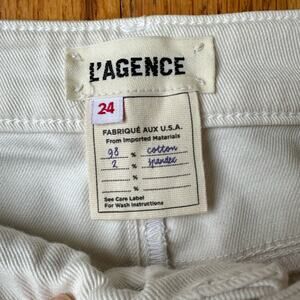 L'AGENCE
24
FABRIQUÉ AUX U.S.A.
From Imported Materials
98 % cotton
2 % spandex
%
%
See Care Label
For Wash Instructions